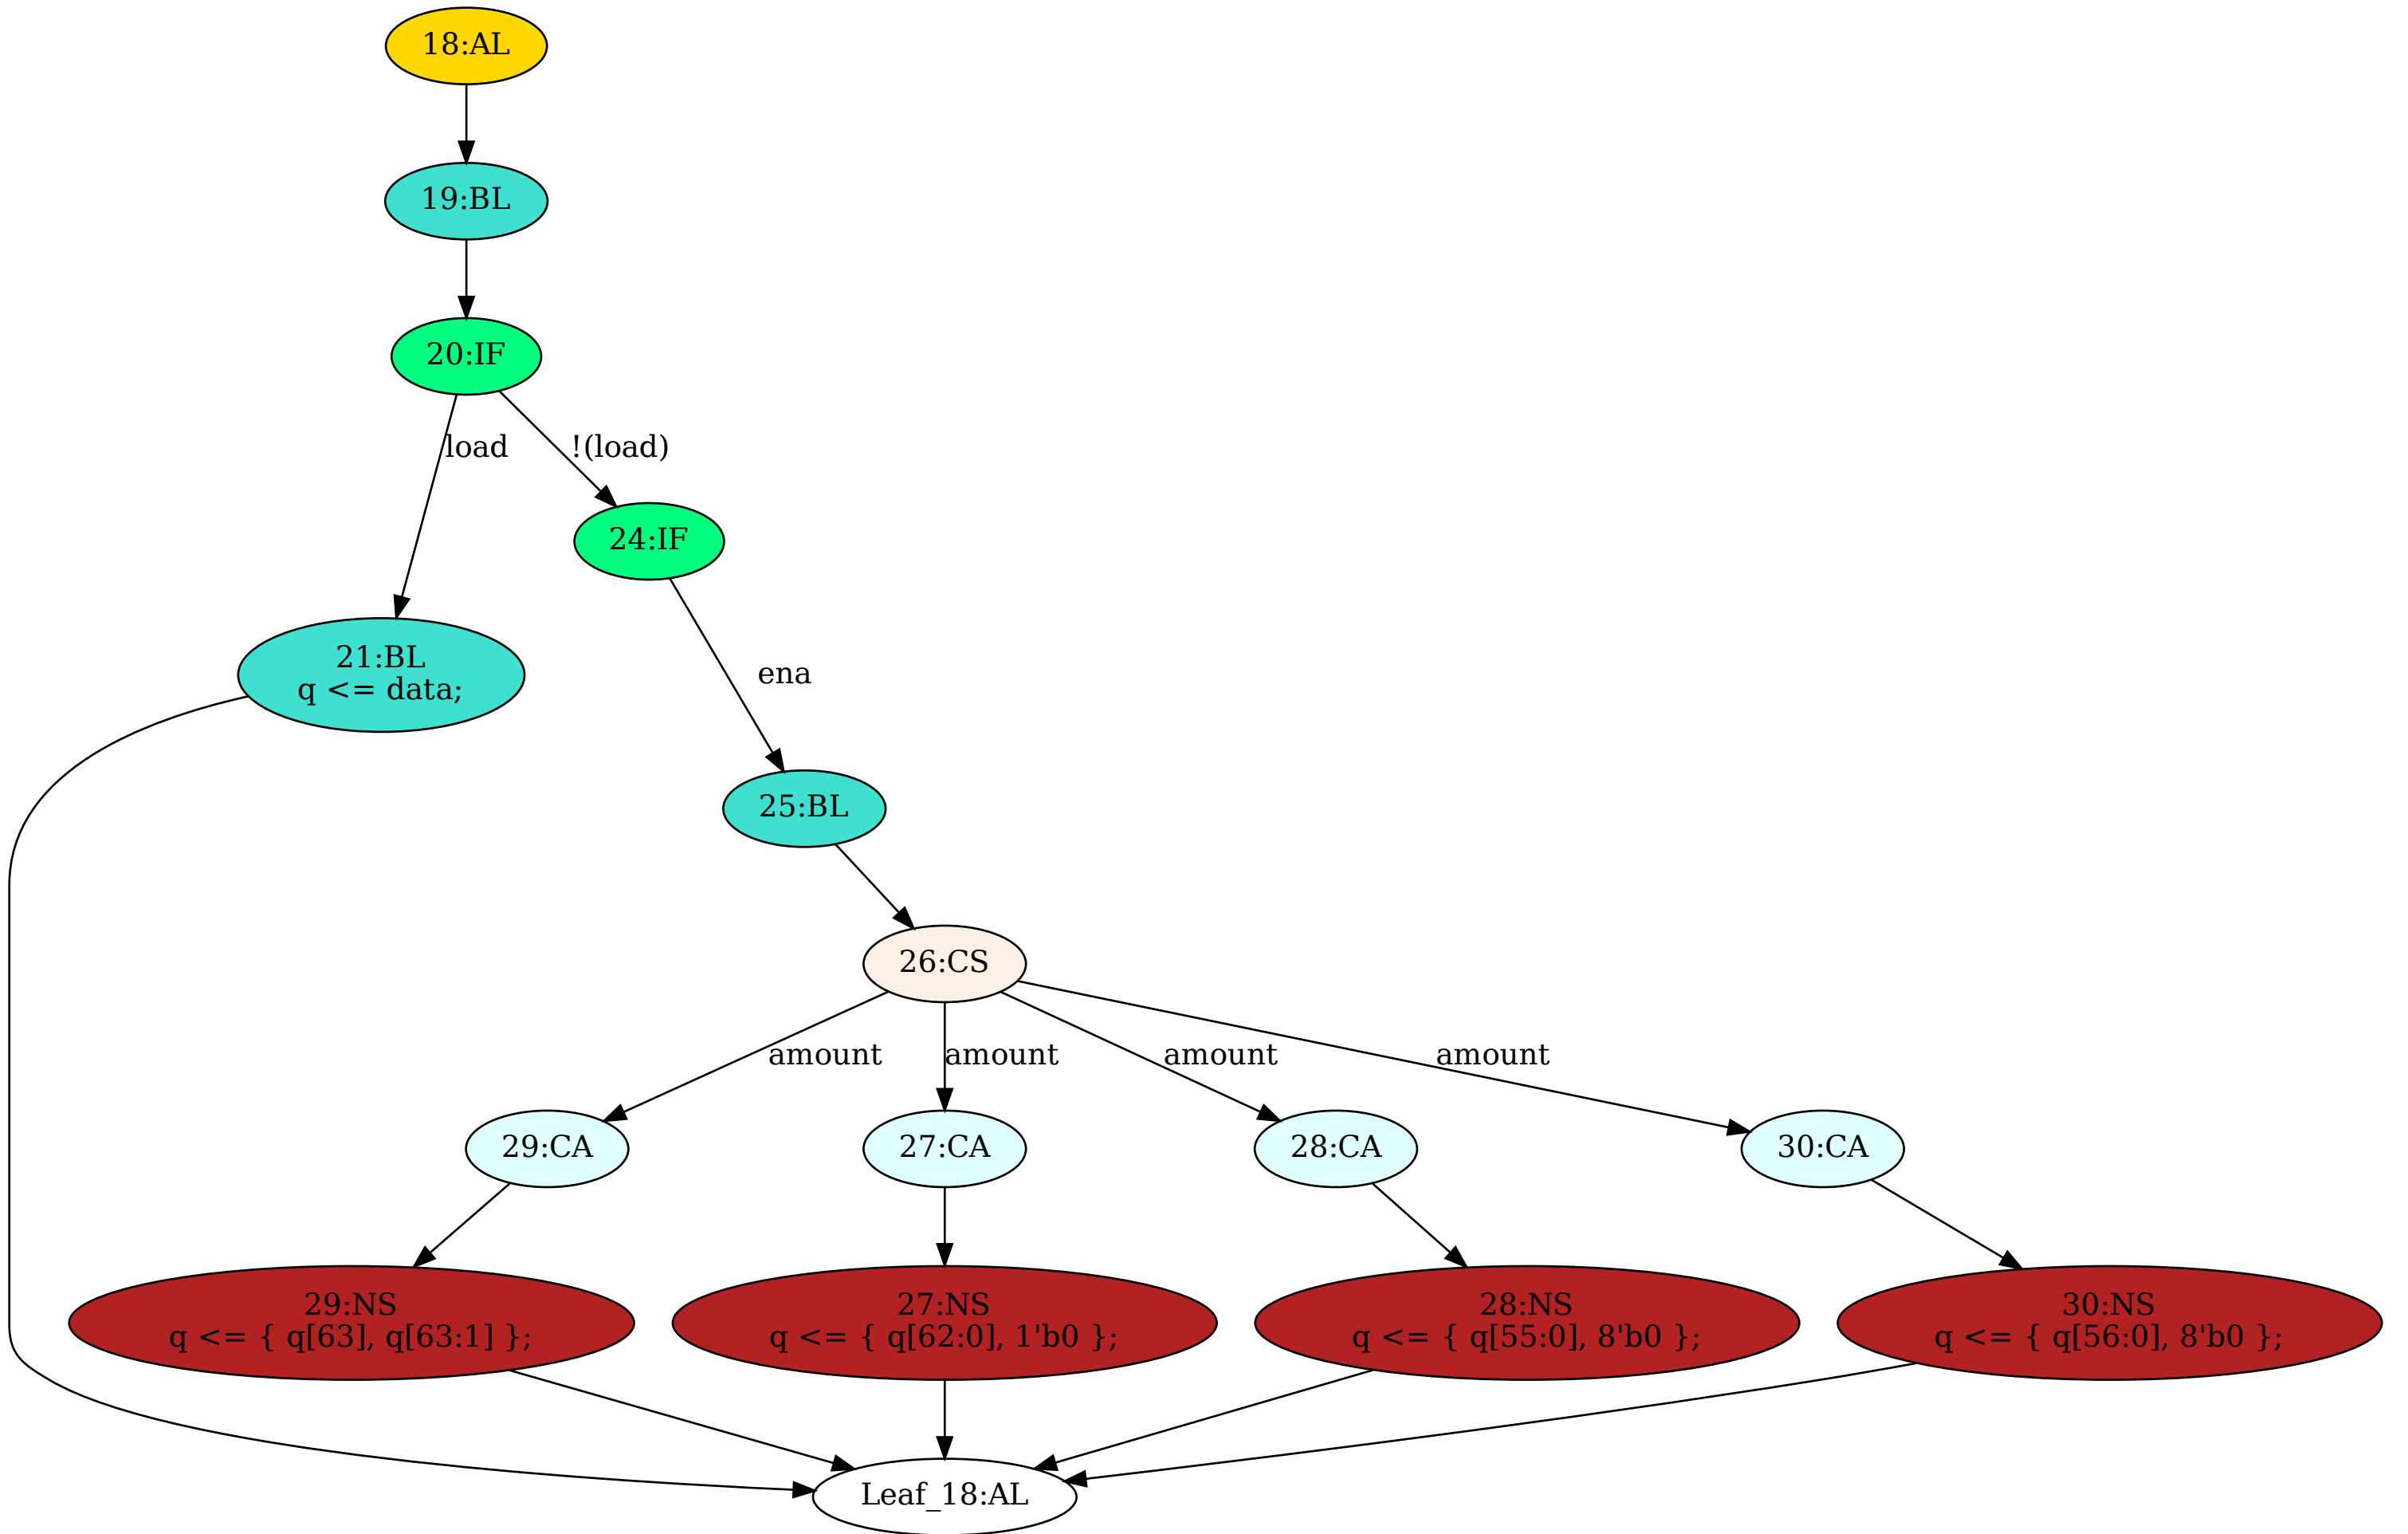 18:AL
19:BL
20:IF
load
!(load)
24:IF
21:BL
q <= data;
ena
25:BL
26:CS
amount
amount
amount
amount
29:CA
27:CA
28:CA
30:CA
29:NS
q <= { q[63], q[63:1] };
27:NS
q <= { q[62:0], 1'b0 };
28:NS
q <= { q[55:0], 8'b0 };
30:NS
q <= { q[56:0], 8'b0 };
Leaf_18:AL